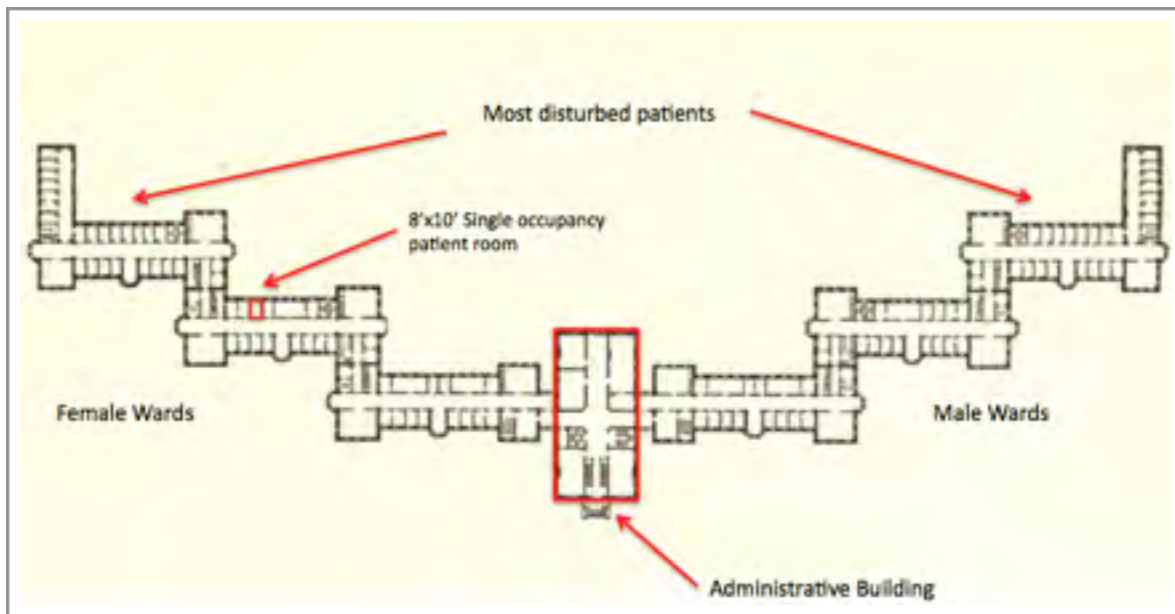 Most disturbed patients
8'x10' Single occupancy
patient room
Female Wards
Male Wards
Administrative Building